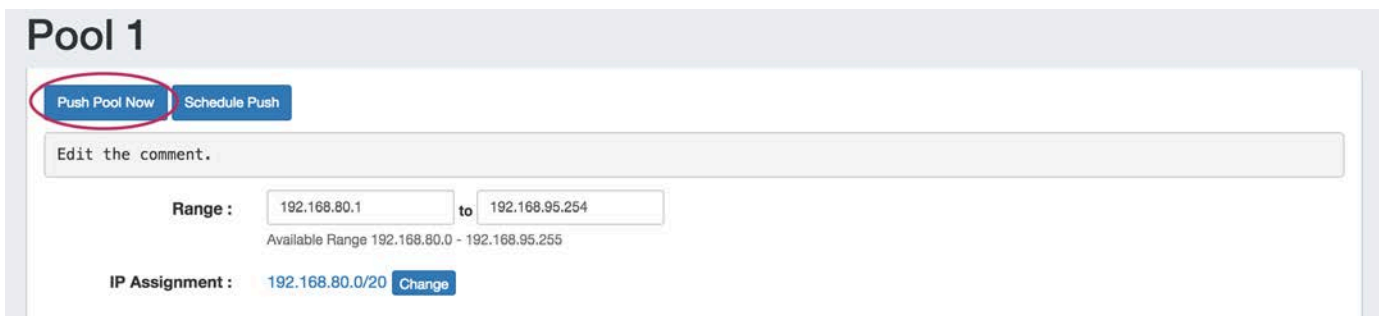 Pool 1
Push Pool Now Schedule Push
Edit the comment.
Range : 192.168.80.1 to 192.168.95.254
Available Range 192.168.80.0 - 192.168.95.255
IP Assignment : 192.168.80.0/20 Change